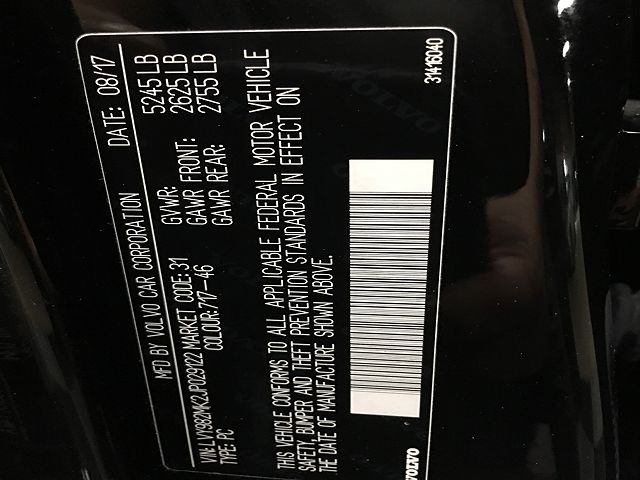 MFD BY VOLVO CAR CORPORATION DATE: 08/17
VIN: LVY982MK2JP029122 MARKET CODE: 31
TYPE: PC COLOUR: 717-46
GVWR: 5245 LB
GAWR FRONT: 2625 LB
GAWR REAR: 2755 LB
THIS VEHICLE CONFORMS TO ALL APPLICABLE FEDERAL MOTOR VEHICLE
SAFETY, BUMPER AND THEFT PREVENTION STANDARDS IN EFFECT ON
THE DATE OF MANUFACTURE SHOWN ABOVE.
VOLVO
31416040